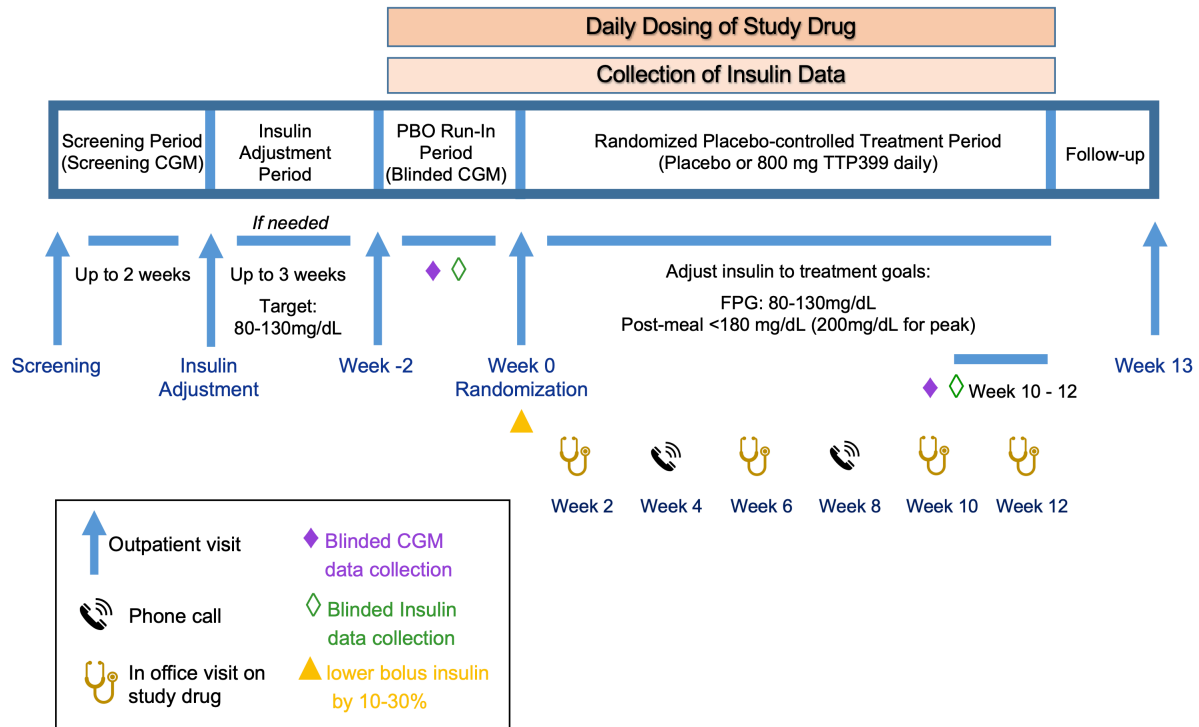 Daily Dosing of Study Drug
Collection of Insulin Data
Screening Period
(Screening CGM)
Insulin
Adjustment
Period
PBO Run-In
Period
(Blinded CGM)
Randomized Placebo-controlled Treatment Period
(Placebo or 800 mg TTP399 daily)
Follow-up
If needed
Up to 2 weeks
Up to 3 weeks
Target:
80-130mg/dL
Adjust insulin to treatment goals:
FPG: 80-130mg/dL
Post-meal <180 mg/dL (200mg/dL for peak)
Screening
Insulin
Adjustment
Week -2
Week 0
Randomization
Week 10 - 12
Week 13
Week 2
Week 4
Week 6
Week 8
Week 10
Week 12
Outpatient visit
Phone call
In office visit on
study drug
Blinded CGM
data collection
Blinded Insulin
data collection
lower bolus insulin
by 10-30%